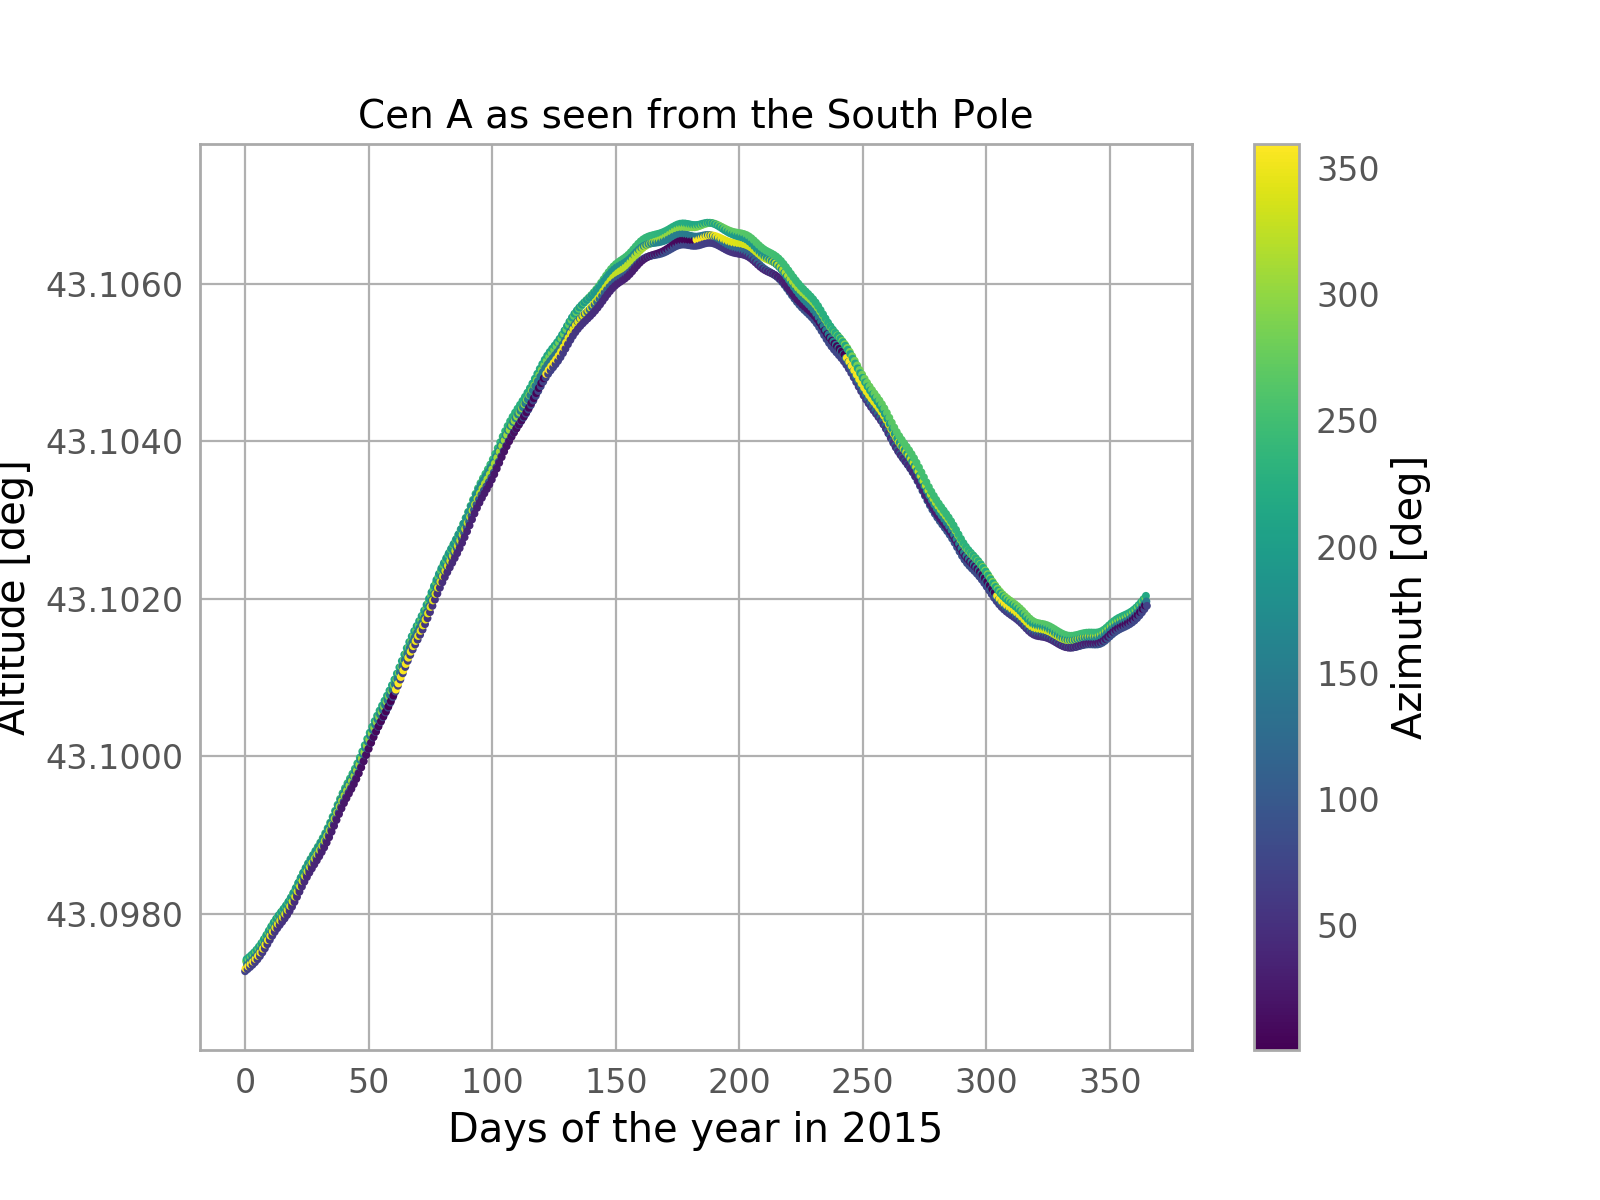 Cen A as seen from the South Pole
Altitude [deg]
43.1060
43.1040
43.1020
43.1000
43.0980
0 50 100 150 200 250 300 350
Days of the year in 2015
350
300
250
200
150
100
50
Azimuth [deg]